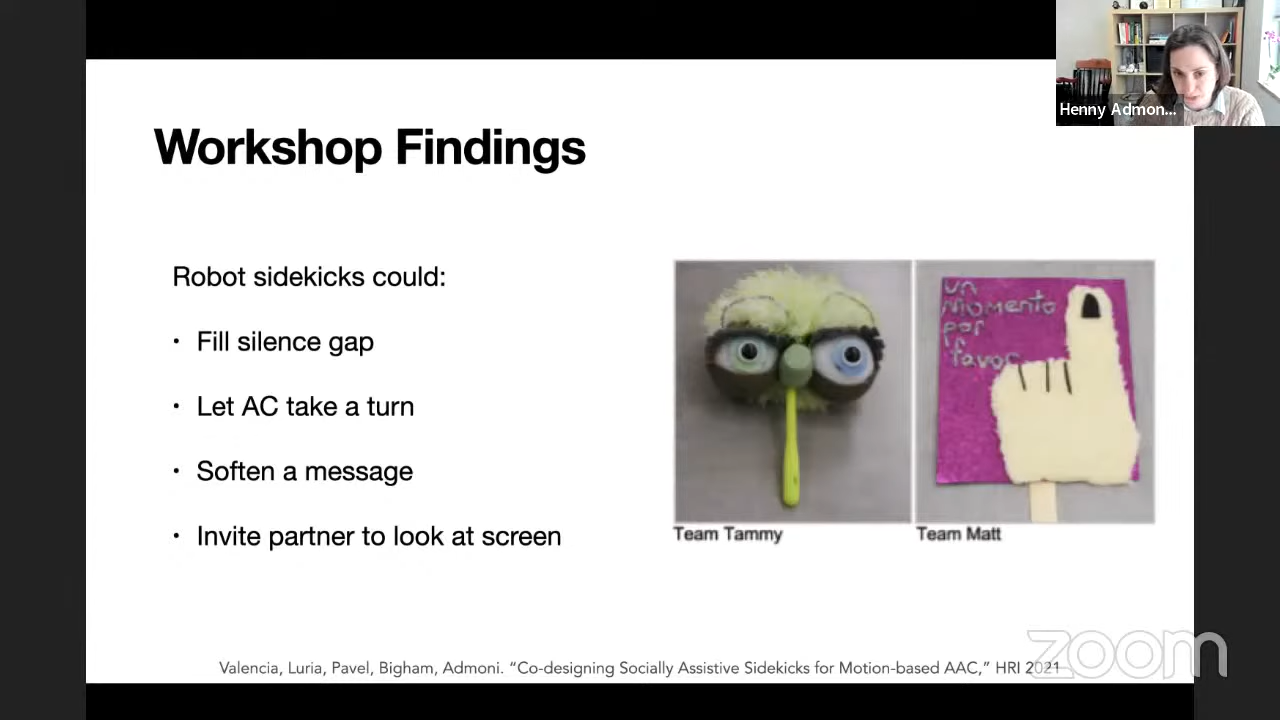 Henny Admon...
Workshop Findings
Robot sidekicks could:
• Fill silence gap
• Let AC take a turn
• Soften a message
• Invite partner to look at screen
un
momento
por
favor
Team Tammy
Team Matt
Valencia, Luria, Pavel, Bigham, Admoni. “Co-designing Socially Assistive Sidekicks for Motion-based AAC,” HRI 2021
zoom